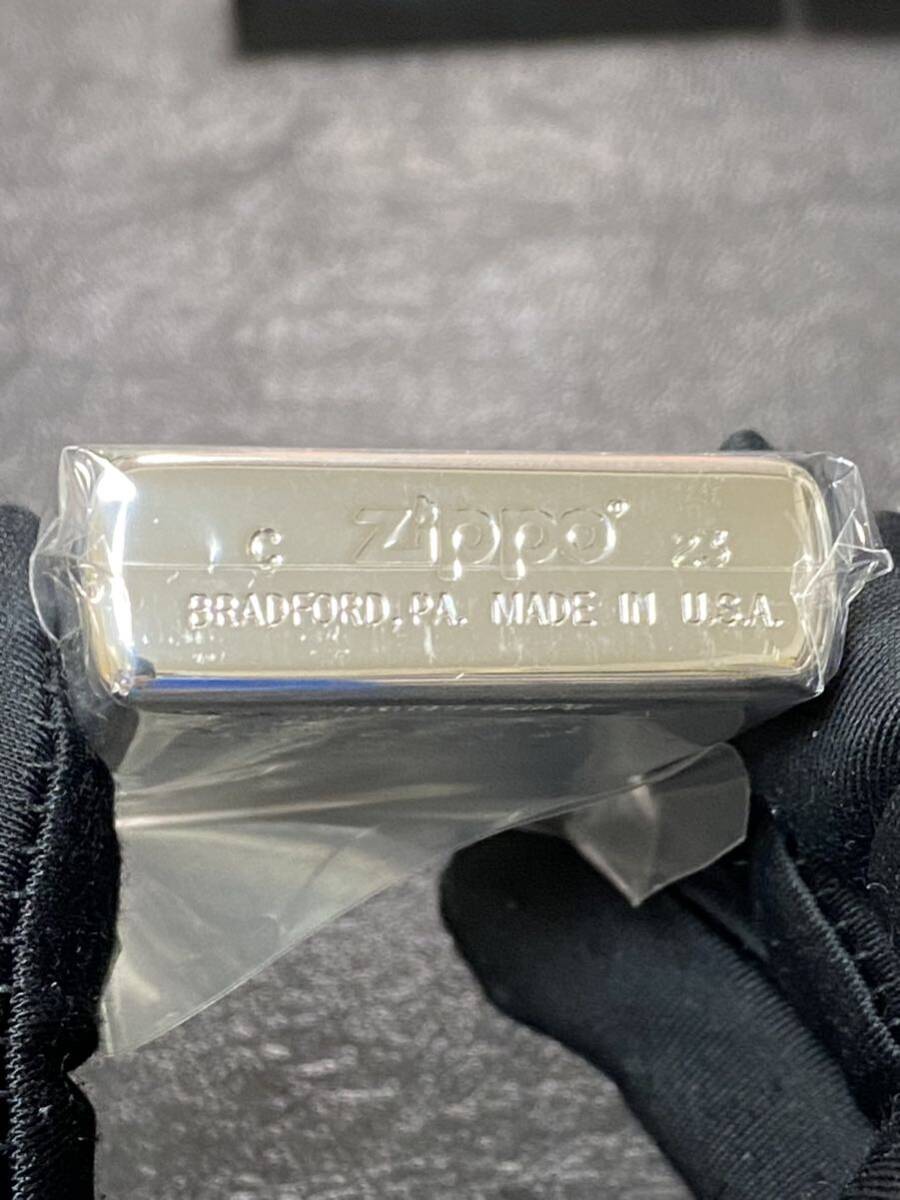 C Zippo® 23
BRADFORD, PA. MADE IN U.S.A.